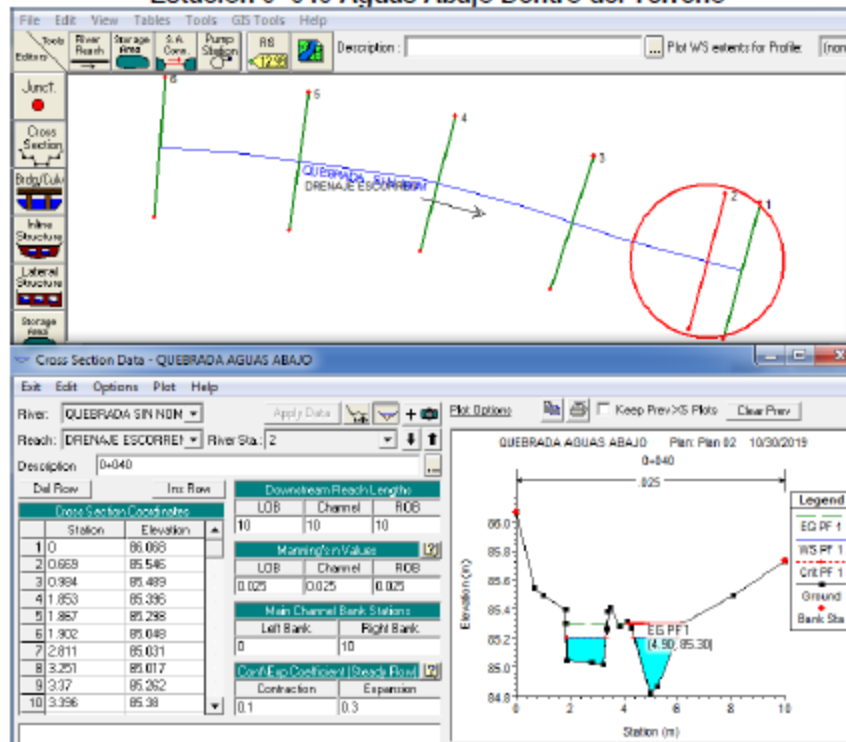 Estación 0+040 Aguas Abajo Dentro del Terreno
File Edit View Tables Tools GIS Tools Help
Tools
Editors
River Reach
Storage Area
S.A. Conn.
Pump Station
RS
Description :
...
Plot WS extents for Profile:
(non
Junct.
Cross Section
Brdg/Culv
Inline Structure
Lateral Structure
Storage Area
6
5
4
3
2
1
QUEBRADA SIN NOM
DRENAJE ESCORREN
Cross Section Data - QUEBRADA AGUAS ABAJO
Exit Edit Options Plot Help
River: QUEBRADA SIN NOM
Apply Data
Plot Options
Keep Prev XS Plots
Clear Prev
Reach: DRENAJE ESCORREN
River Sta.: 2
Description 0+040
...
Del Row
Ins Row
Cross Section Coordinates
Station Elevation
1 0 86.068
2 0.669 85.546
3 0.984 85.489
4 1.853 85.396
5 1.867 85.298
6 1.902 85.048
7 2.811 85.031
8 3.251 85.017
9 3.37 85.262
10 3.396 85.38
Downstream Reach Lengths
LOB Channel ROB
10 10 10
Manning's n Values
LOB Channel ROB
0.025 0.025 0.025
Main Channel Bank Stations
Left Bank Right Bank
0 10
Cont\Exp Coefficient (Steady Flow)
Contraction Expansion
0.1 0.3
QUEBRADA AGUAS ABAJO Plan: Plan 02 10/30/2019
0+040
.025
86.0
85.8
85.6
85.4
85.2
85.0
84.8
Elevation (m)
0 2 4 6 8 10
Station (m)
EG PF1
(4.90, 85.30)
Legend
EG PF 1
WS PF 1
Crit PF 1
Ground
Bank Sta